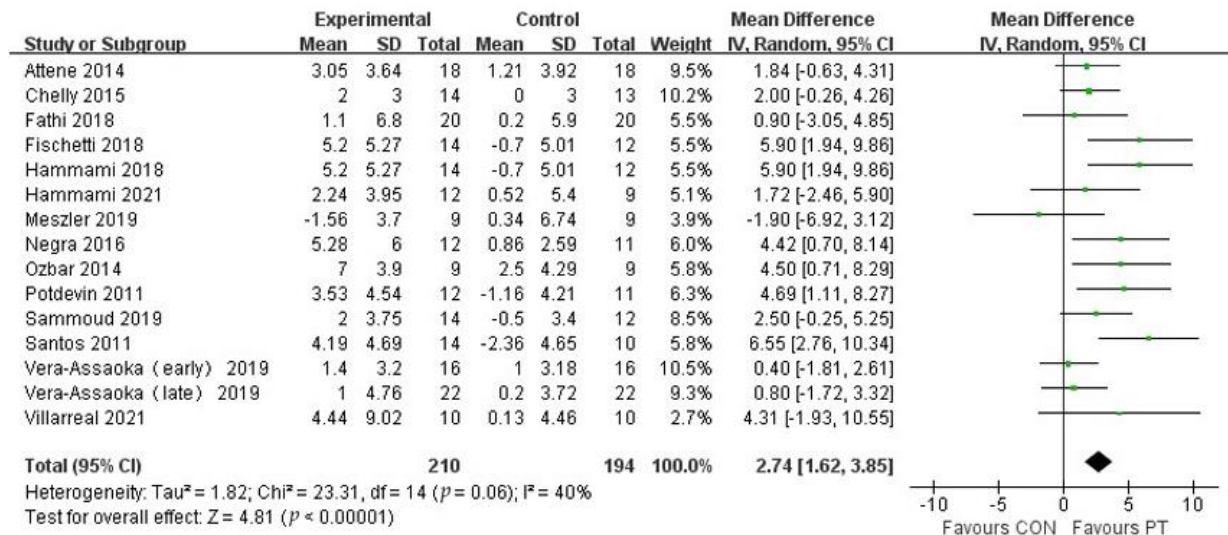 Experimental Control Mean Difference Mean Difference
Study or Subgroup Mean SD Total Mean SD Total Weight IV, Random, 95% CI IV, Random, 95% CI
Attene 2014 3.05 3.64 18 1.21 3.92 18 9.5% 1.84 [-0.63, 4.31]
Chelly 2015 2 3 14 0 3 13 10.2% 2.00 [-0.26, 4.26]
Fathi 2018 1.1 6.8 20 0.2 5.9 20 5.5% 0.90 [-3.05, 4.85]
Fischetti 2018 5.2 5.27 14 -0.7 5.01 12 5.5% 5.90 [1.94, 9.86]
Hammami 2018 5.2 5.27 14 -0.7 5.01 12 5.5% 5.90 [1.94, 9.86]
Hammami 2021 2.24 3.95 12 0.52 5.4 9 5.1% 1.72 [-2.46, 5.90]
Meszler 2019 -1.56 3.7 9 0.34 6.74 9 3.9% -1.90 [-6.92, 3.12]
Negra 2016 5.28 6 12 0.86 2.59 11 6.0% 4.42 [0.70, 8.14]
Ozbar 2014 7 3.9 9 2.5 4.29 9 5.8% 4.50 [0.71, 8.29]
Potdevin 2011 3.53 4.54 12 -1.16 4.21 11 6.3% 4.69 [1.11, 8.27]
Sammoud 2019 2 3.75 14 -0.5 3.4 12 8.5% 2.50 [-0.25, 5.25]
Santos 2011 4.19 4.69 14 -2.36 4.65 10 5.8% 6.55 [2.76, 10.34]
Vera-Assaoka（early）2019 1.4 3.2 16 1 3.18 16 10.5% 0.40 [-1.81, 2.61]
Vera-Assaoka（late）2019 1 4.76 22 0.2 3.72 22 9.3% 0.80 [-1.72, 3.32]
Villarreal 2021 4.44 9.02 10 0.13 4.46 10 2.7% 4.31 [-1.93, 10.55]
Total (95% CI) 210 194 100.0% 2.74 [1.62, 3.85]
Heterogeneity: Tau² = 1.82; Chi² = 23.31, df = 14 (p = 0.06); I² = 40%
Test for overall effect: Z = 4.81 (p < 0.00001)
-10 -5 0 5 10
Favours CON Favours PT